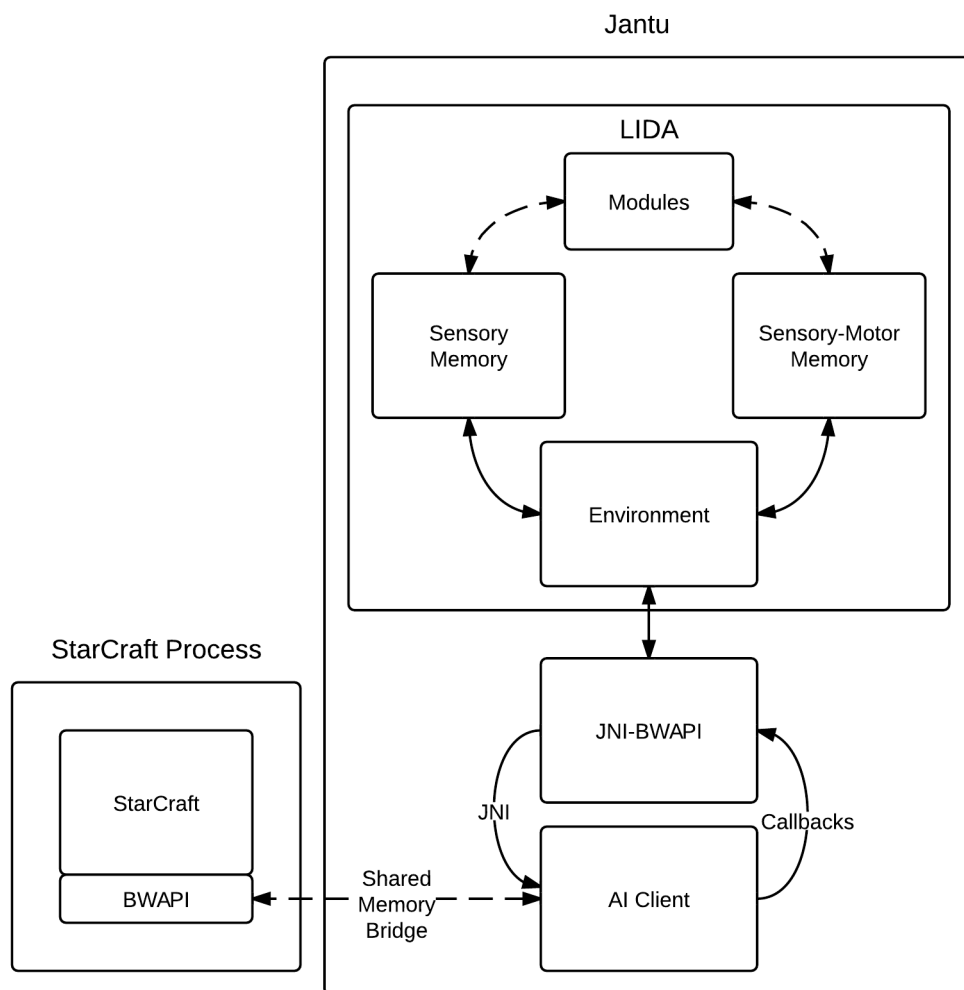 Jantu
LIDA
Modules
Sensory
Memory
Sensory-Motor
Memory
Environment
StarCraft Process
JNI-BWAPI
StarCraft
JNI
Callbacks
BWAPI
Shared
Memory
Bridge
AI Client